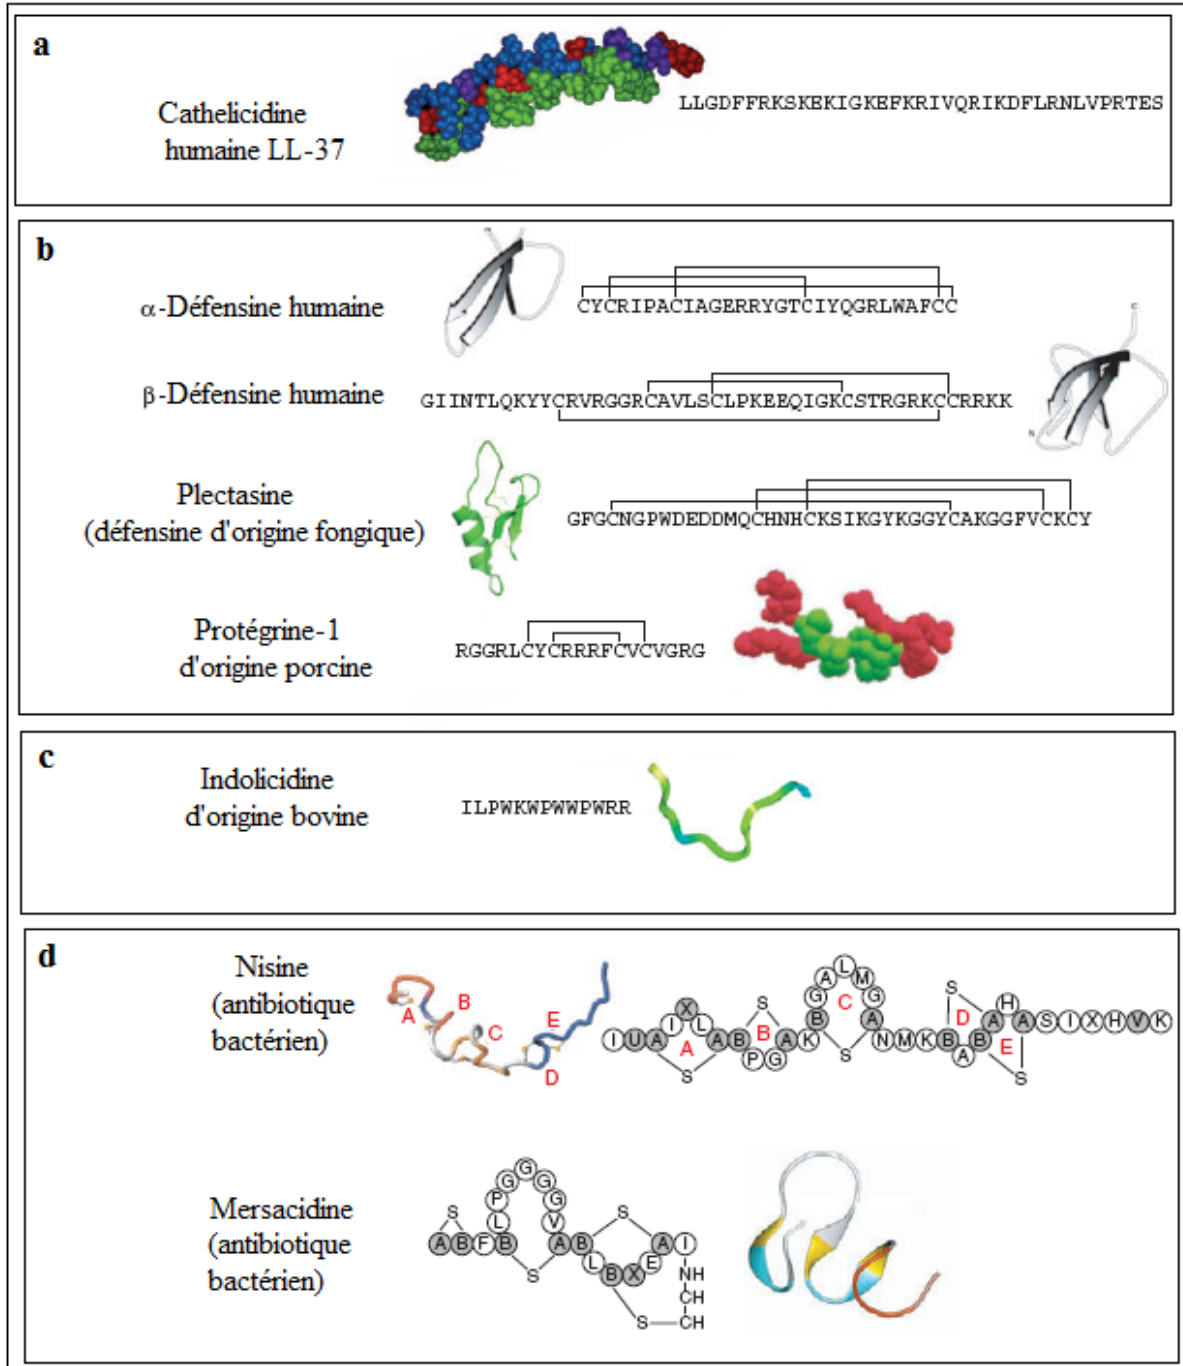 a
Cathelicidine
humaine LL-37
LLGDFFRKSKEKIGKEFKRIVQRIKDFLRNLVPRTES
b
α-Défensine humaine
CYCRIPACIAGERRYGTCIYQGRLWAFCC
β-Défensine humaine
GIINTLQKYYCRVRGGRCAVLSCLPKEEQIGKCSTRGRKCCRRKK
C
N
Plectasine
(défensine d'origine fongique)
GFGCNGPWDEDDMQCHNHCKSIKGYKGGYCAKGGFVCKCY
Protégrine-1
d'origine porcine
RGGRLCYCRRRFCVCVGRG
c
Indolicidine
d'origine bovine
ILPWKWPWWPWRR
d
Nisine
(antibiotique
bactérien)
A B C D E
I U A I X L A B P G A K B G A L M G A N M K B A B A H A S I X H V K
A B C D E
S S S S S
Mersacidine
(antibiotique
bactérien)
A B F B L P G G G G V A B L B X E A I
S S S S
NH
CH
CH